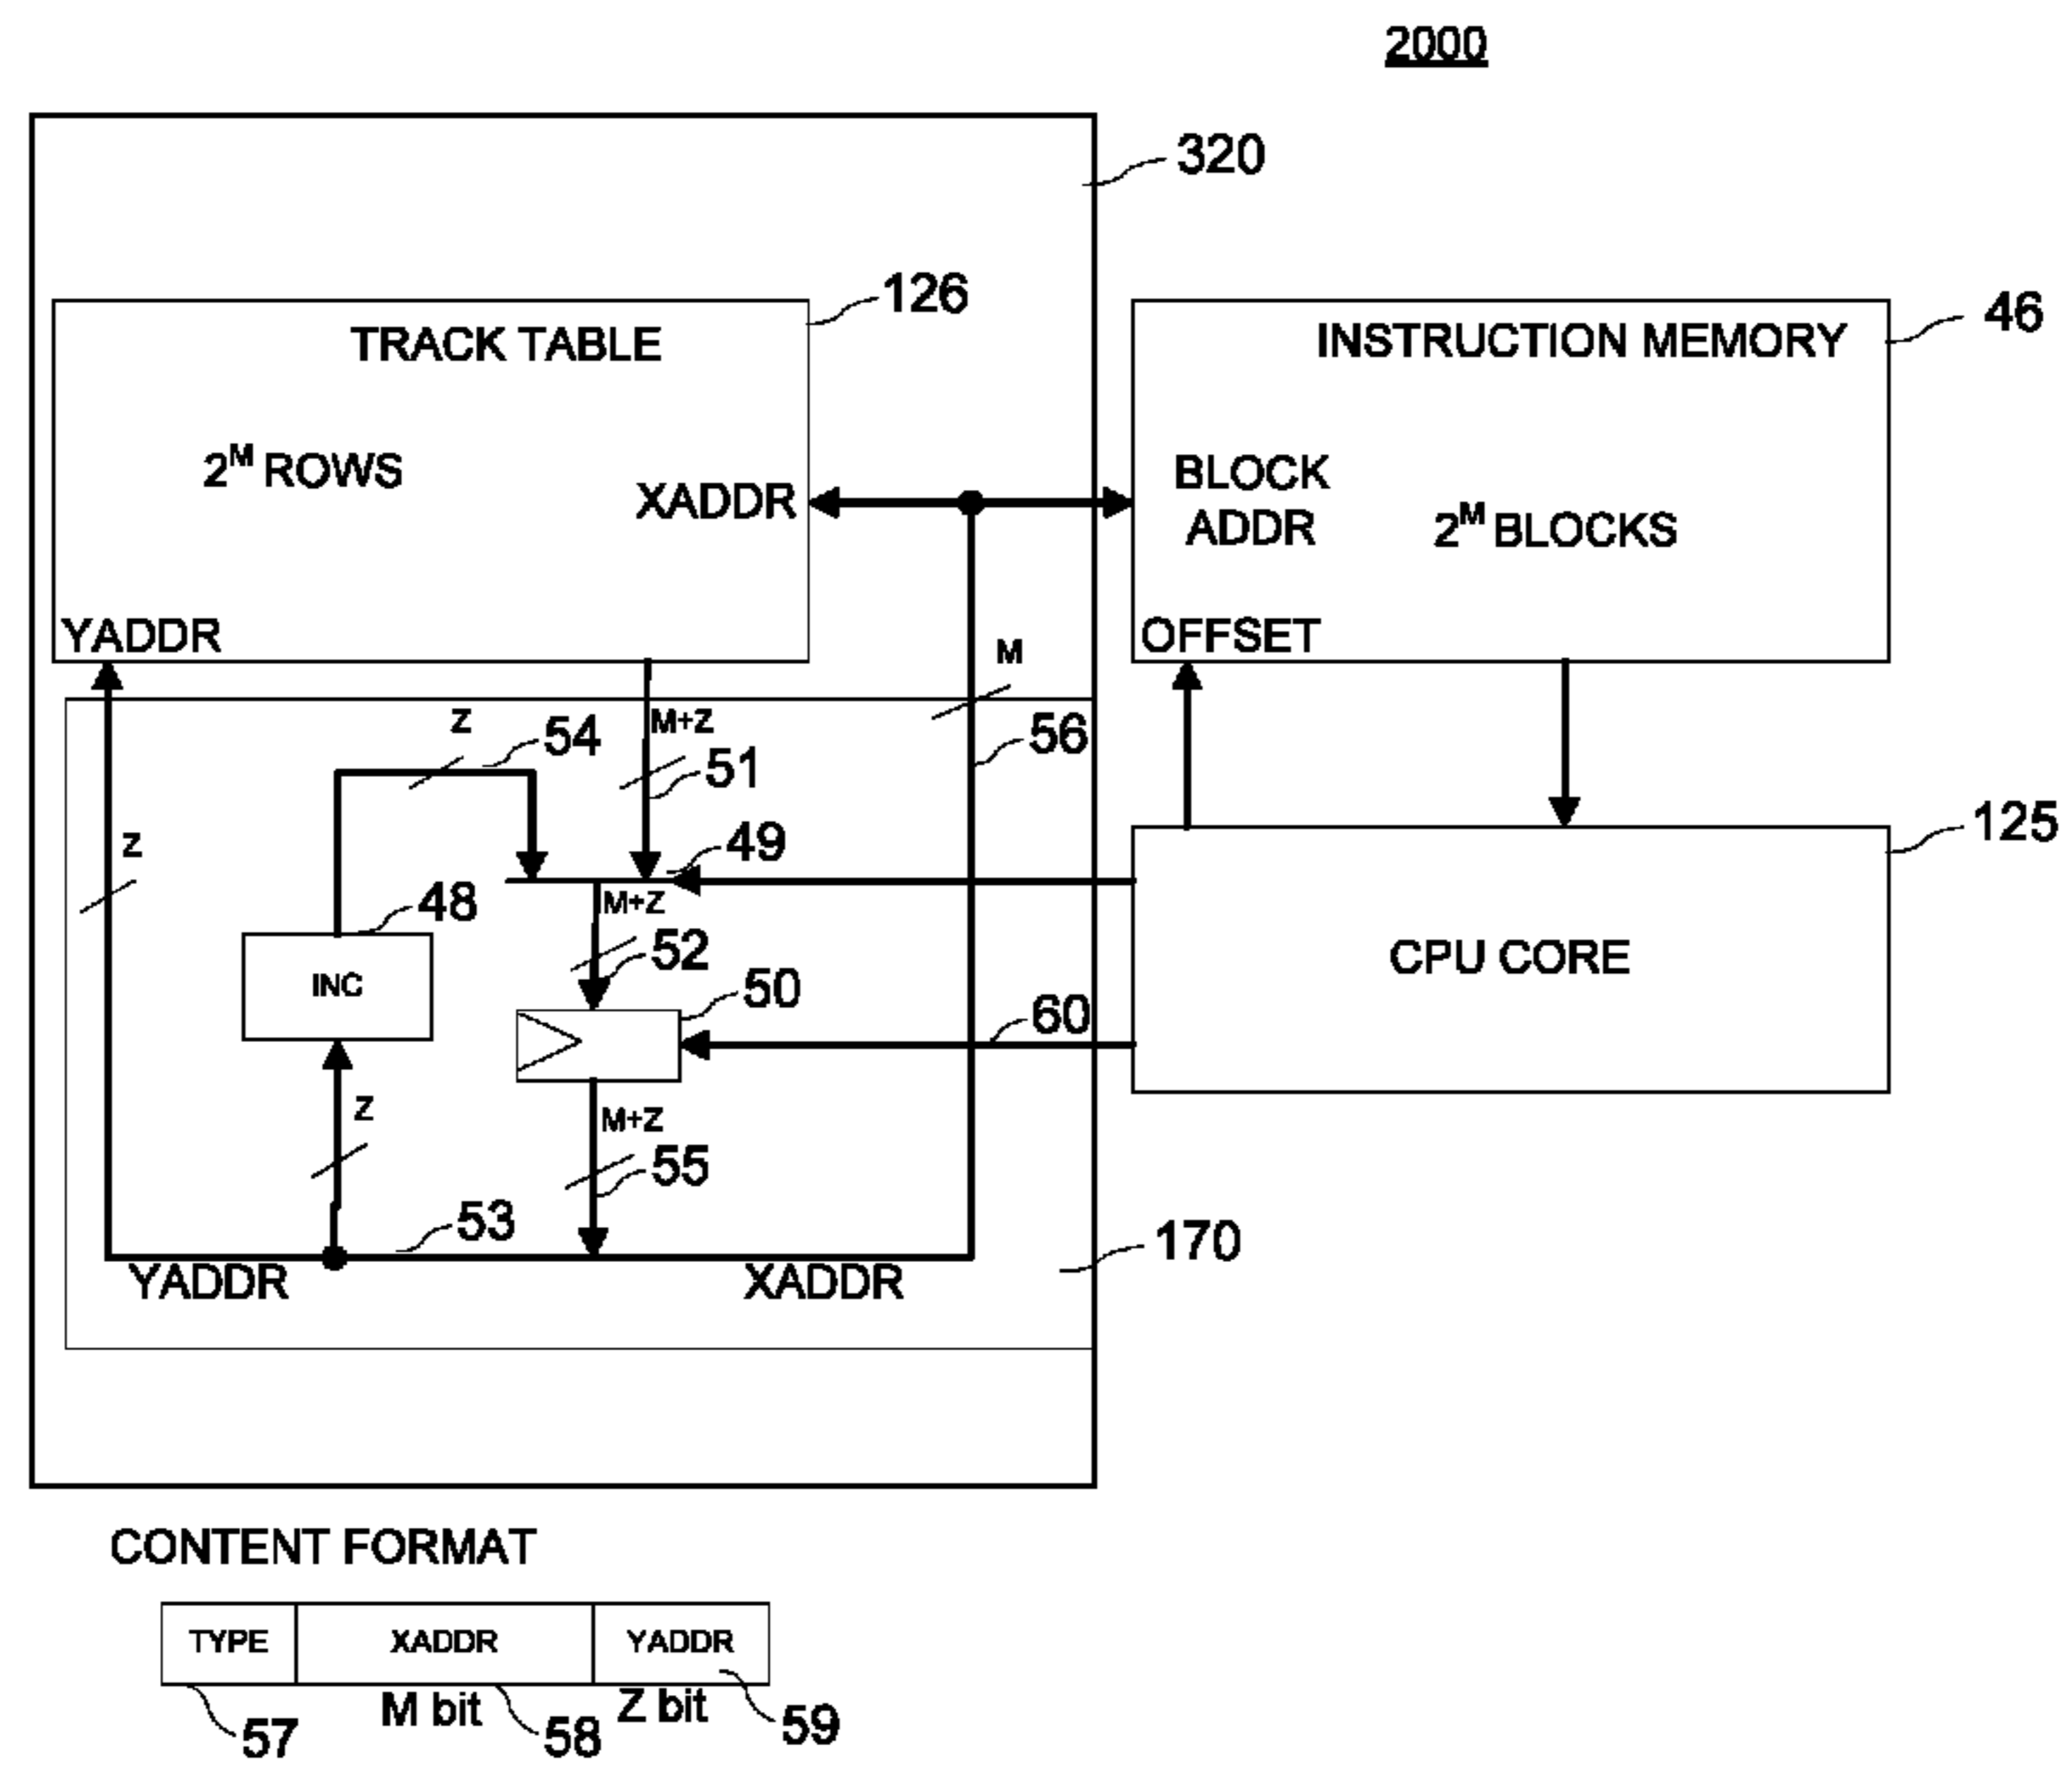 2000
320
126
46
TRACK TABLE
INSTRUCTION MEMORY
2^M ROWS
XADDR
BLOCK
ADDR
2^M BLOCKS
YADDR
OFFSET
M
Z
54
M+Z
51
56
Z
49
125
48
M+Z
52
INC
50
60
CPU CORE
Z
M+Z
55
53
170
YADDR
XADDR
CONTENT FORMAT
TYPE XADDR YADDR
M bit Z bit
57 58 59